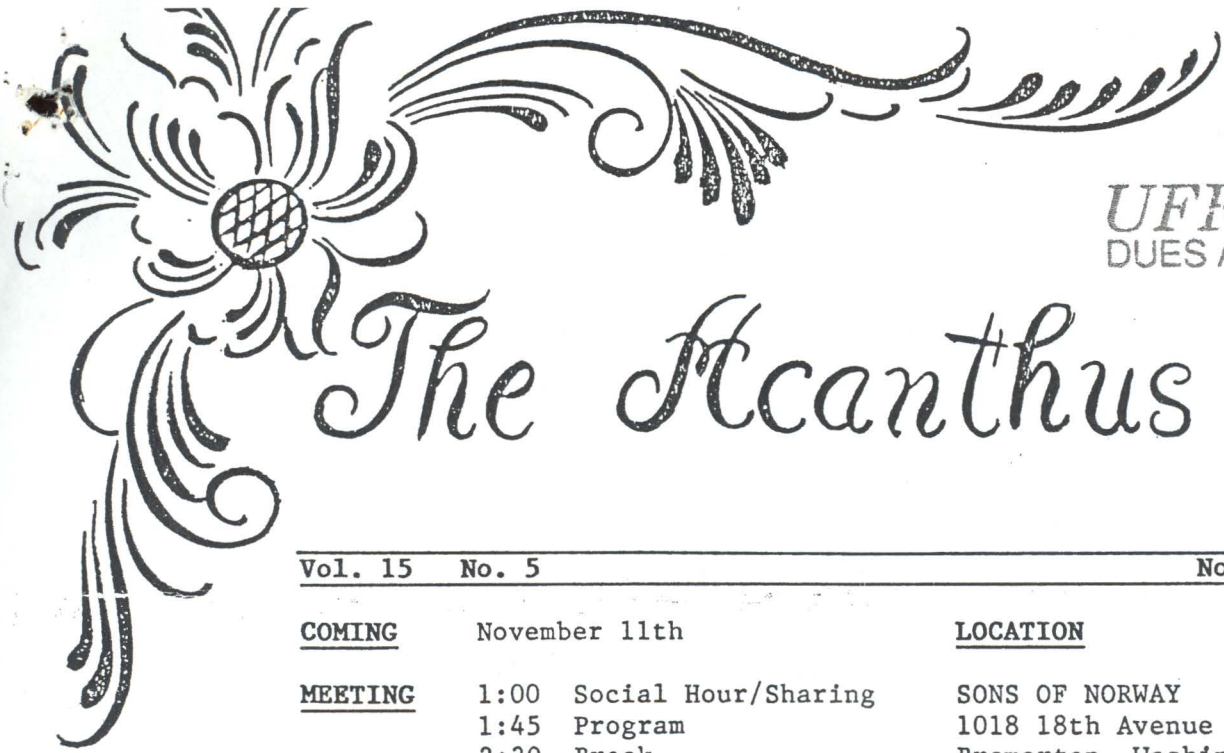 DUES
The Acanthus
Vol. 15 No. 5
COMING November 11th LOCATION
MEETING 1:00 Social Hour/Sharing SONS OF NORWAY
1:45 Program 1018 18th Avenue